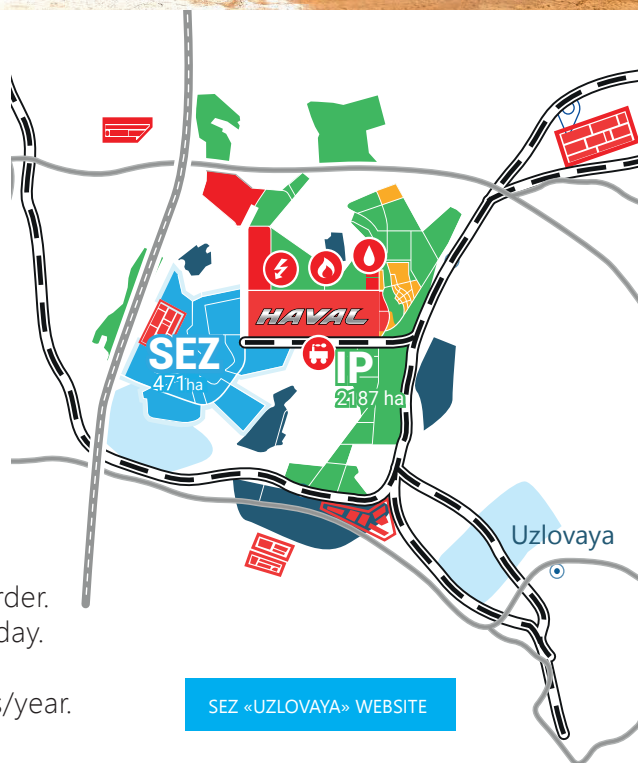 HAVAL
SEZ
471ha
IP
2187 ha
Uzlovaya
rder.
day.
s/year.
SEZ «UZLOVAYA» WEBSITE